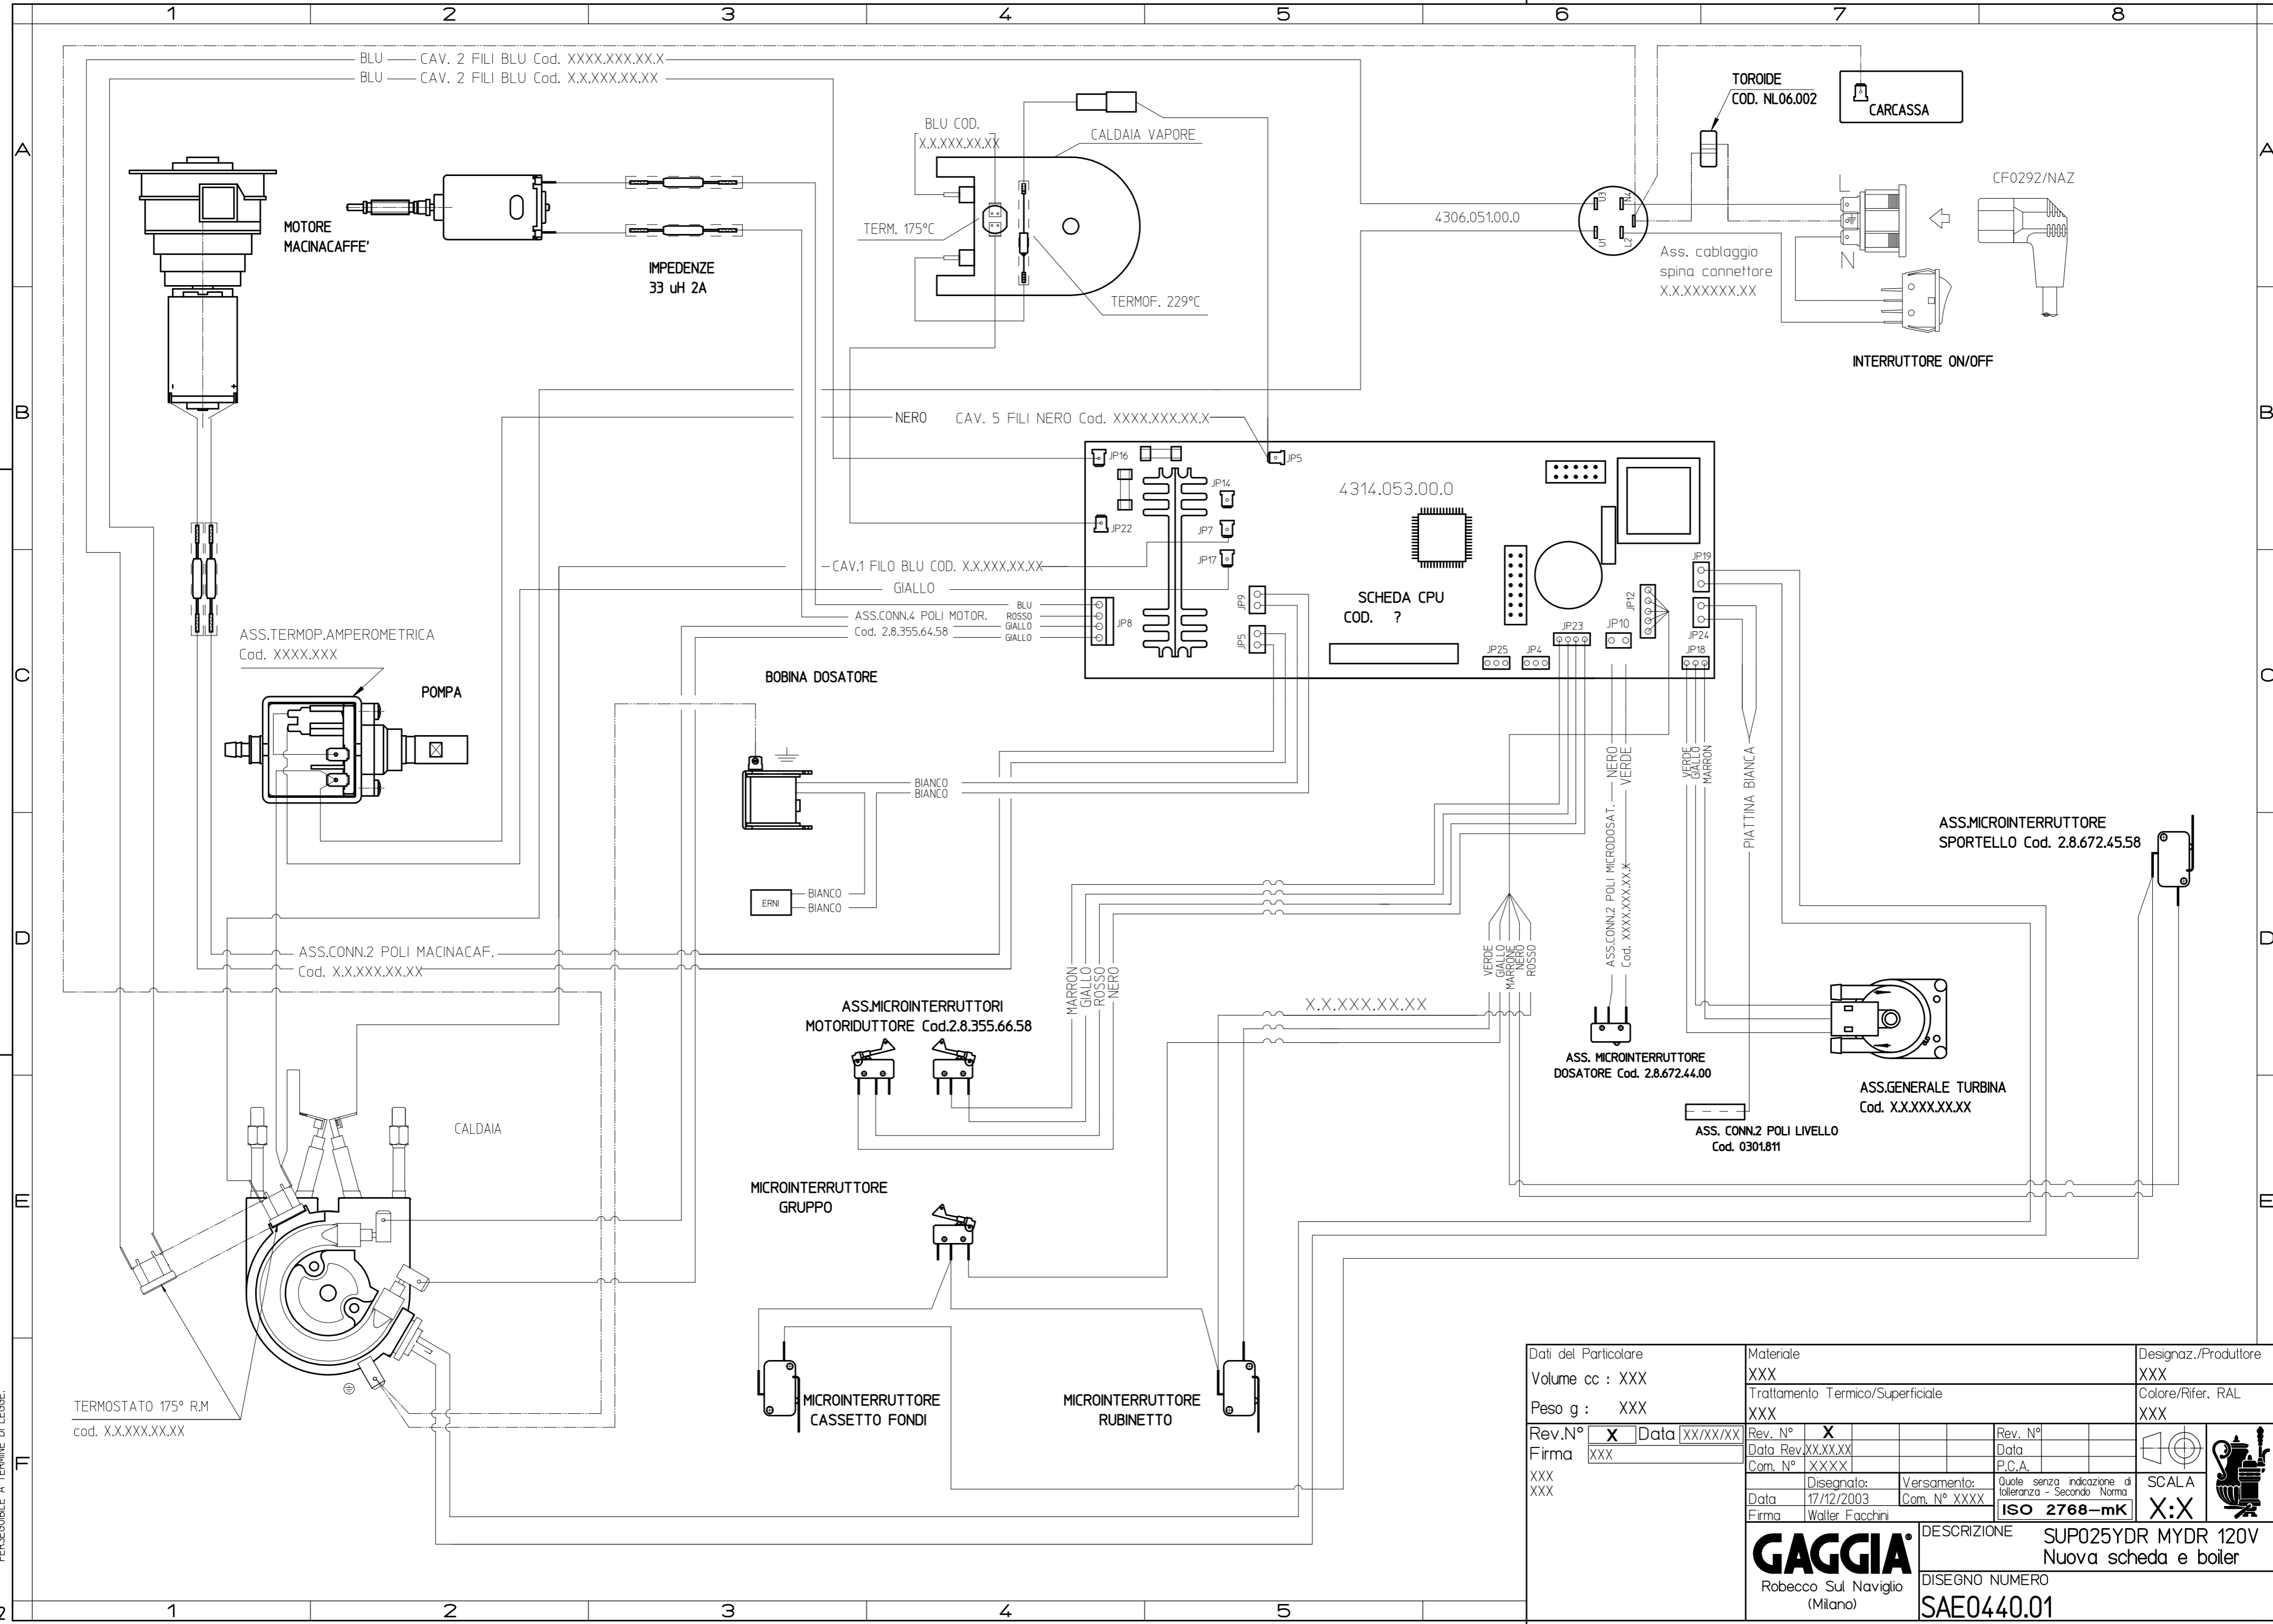 1 2 3 4 5 6 7 8
BLU CAV. 2 FILI BLU Cod. XXXX.XXX.XX.X
BLU CAV. 2 FILI BLU Cod. X.X.XXX.XX.XX
TOROIDE
COD. NL06.002
CARCASSA
A
A
BLU COD.
X.X.XXX.XX.XX
CALDAIA VAPORE
MOTORE
MACINACAFFE'
IMPEDENZE
33 uH 2A
TERM. 175°C
TERMOF. 229°C
4306.051.00.0
U3
N4
U1
L2
L
N
CF0292/NAZ
Ass. cablaggio
spina connettore
X.X.XXXXXX.XX
INTERRUTTORE ON/OFF
- +
B
B
NERO CAV. 5 FILI NERO Cod. XXXX.XXX.XX.X
JP16
JP5
JP14
4314.053.00.0
JP22
JP7
JP17
JP19
CAV.1 FILO BLU COD. X.X.XXX.XX.XX
GIALLO
BLU
ASS.CONN.4 POLI MOTOR.
ROSSO
Cod. 2.8.355.64.58
GIALLO
GIALLO
JP8
JP9
JP5
SCHEDA CPU
COD. ?
JP12
JP23
JP10
JP24
JP25
JP4
JP18
ASS.TERMOP.AMPEROMETRICA
Cod. XXXX.XXX
C
C
POMPA
BOBINA DOSATORE
BIANCO
BIANCO
NERO
VERDE
ASS.CONN.2 POLI MICRODOSAT.
Cod. XXX.XXX.XX.X
VERDE
GIALLO
MARRON
PIATTINA BIANCA
ASS.MICROINTERRUTTORE
SPORTELLO Cod. 2.8.672.45.58
ERNI
BIANCO
BIANCO
D
D
ASS.CONN.2 POLI MACINACAF.
Cod. X.X.XXX.XX.XX
MARRON
GIALLO
ROSSO
NERO
VERDE
GIALLO
MARRONE
NERO
ROSSO
ASS.MICROINTERRUTTORI
MOTORIDUTTORE Cod.2.8.355.66.58
X.X.XXX.XX.XX
ASS. MICROINTERRUTTORE
DOSATORE Cod. 2.8.672.44.00
ASS.GENERALE TURBINA
Cod. X.X.XXX.XX.XX
ASS. CONN.2 POLI LIVELLO
Cod. 0301.811
CALDAIA
MICROINTERRUTTORE
GRUPPO
E
E
TERMOSTATO 175° R.M
cod. X.X.XXX.XX.XX
MICROINTERRUTTORE
CASSETTO FONDI
MICROINTERRUTTORE
RUBINETTO
F
PERSEGUIBILE A TERMINE DI LEGGE.
Dati del Particolare
Volume cc : XXX
Peso g : XXX
Materiale
XXX
Designaz./Produttore
XXX
Trattamento Termico/Superficiale
XXX
Colore/Rifer. RAL
XXX
Rev.N° X Data XX/XX/XX
Firma XXX
XXX
XXX
Rev. N° X
Data Rev. XX.XX.XX
Com. N° XXXX
Rev. N°
Data
P.C.A.
Disegnato:
Versamento:
Data 17/12/2003
Com. N° XXXX
Firma Walter Facchini
Quote senza indicazione di
tolleranza - Secondo Norma
ISO 2768-mK
SCALA
X:X
GAGGIA®
Robecco Sul Naviglio
(Milano)
DESCRIZIONE
SUP025YDR MYDR 120V
Nuova scheda e boiler
DISEGNO NUMERO
SAE0440.01
1 2 3 4 5